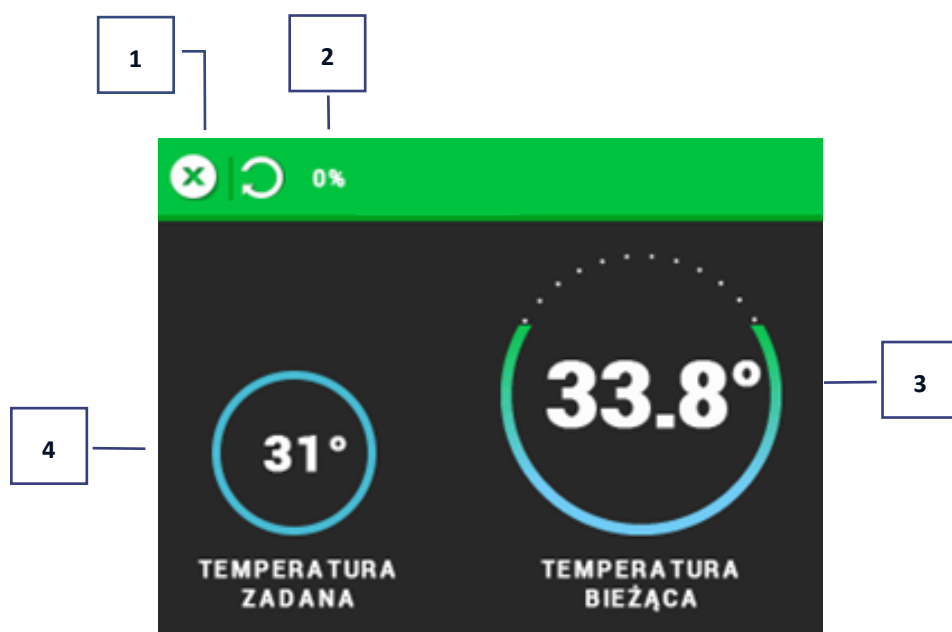 1
2
0%
33.8°
3
31°
4
TEMPERATURA
ZADANA
TEMPERATURA
BIEŻĄCA